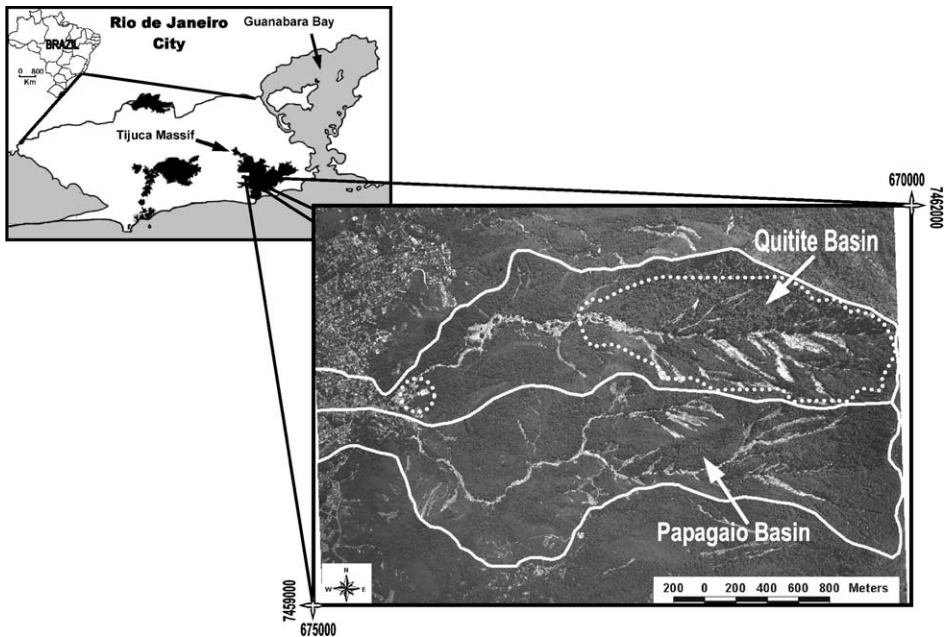 Rio de Janeiro
City
Guanabara Bay
BRAZIL
0 800
Km
Tijuca Massif
670000
7462000
Quitite Basin
Papagaio Basin
N
W E
S
200 0 200 400 600 800 Meters
7459000
675000